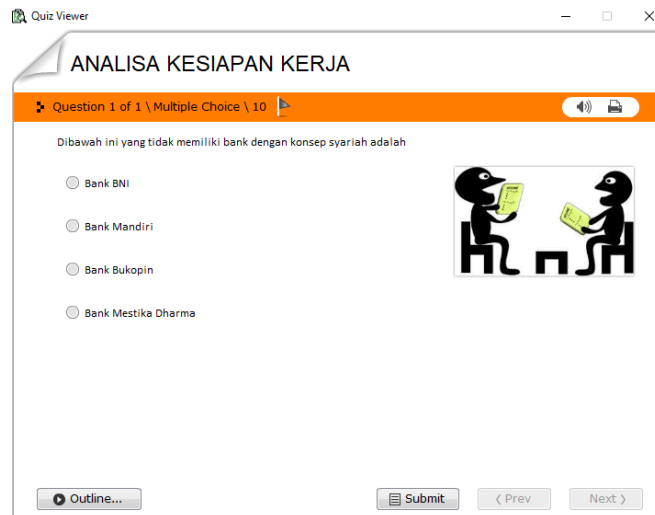 Quiz Viewer
ANALISA KESIAPAN KERJA
Question 1 of 1 \ Multiple Choice \ 10
Dibawah ini yang tidak memiliki bank dengan konsep syariah adalah
Bank BNI
Bank Mandiri
Bank Bukopin
Bank Mestika Dharma
Outline...
Submit
Prev
Next